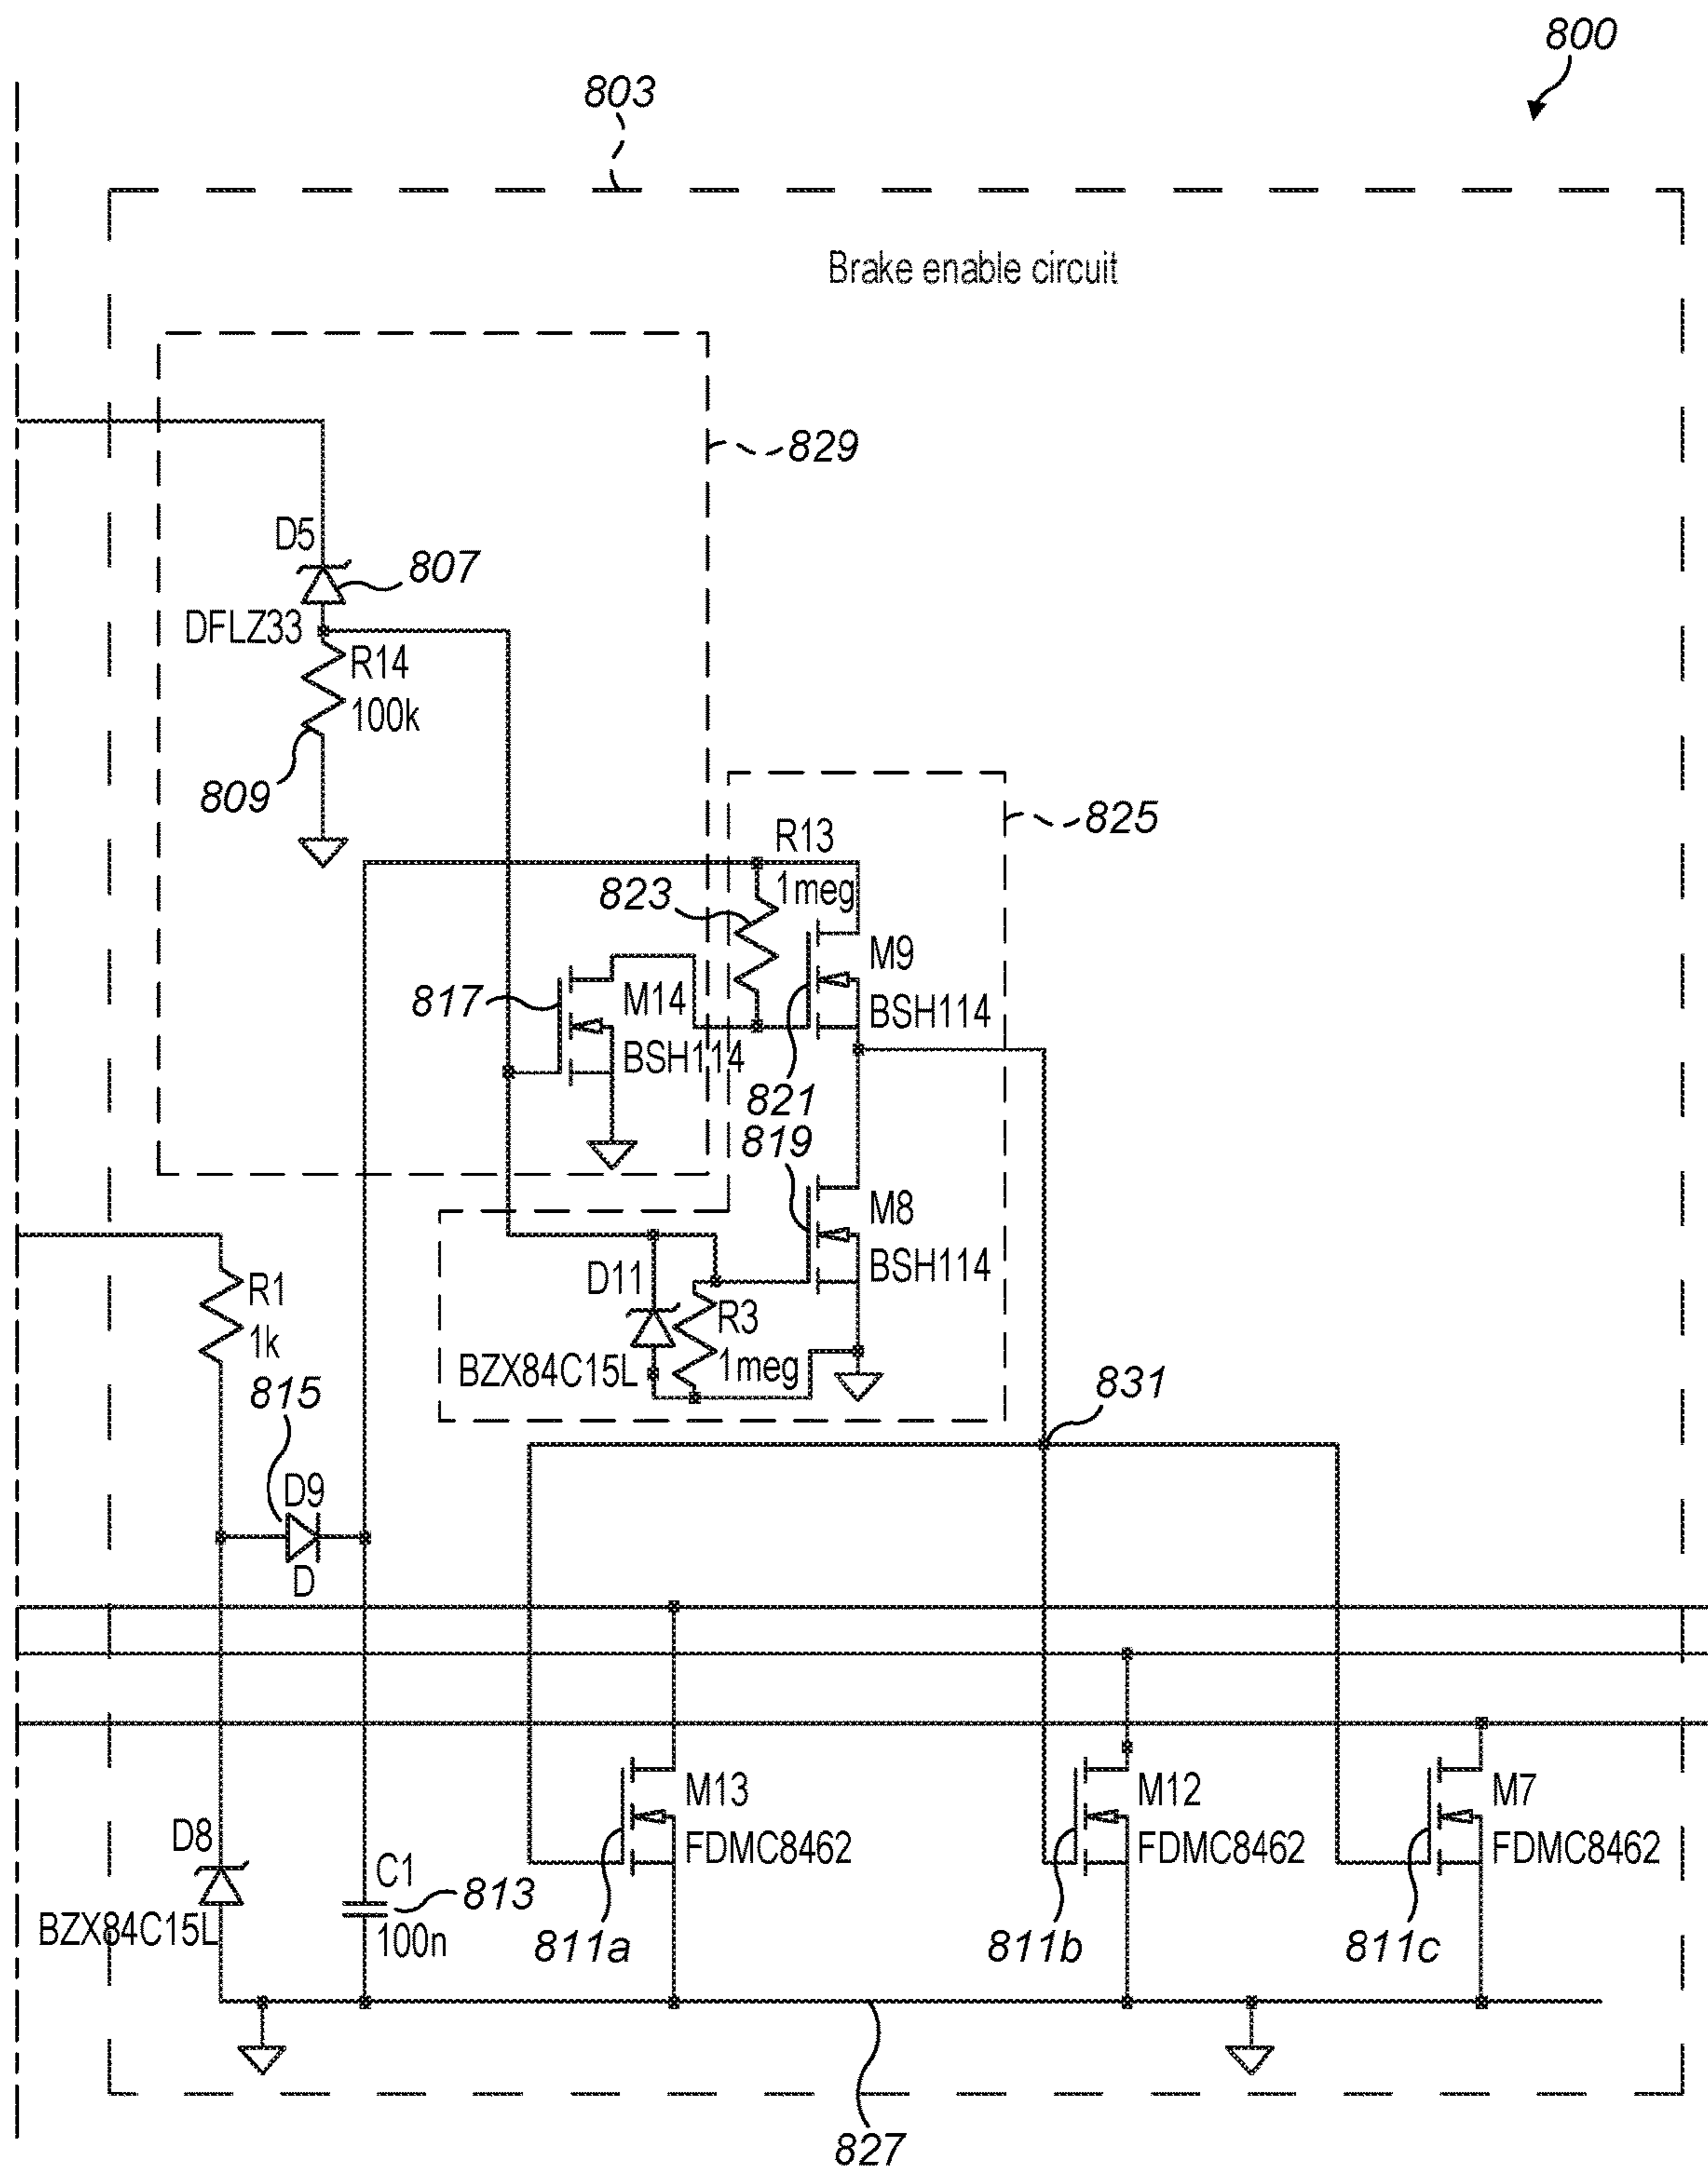 800
803
Brake enable circuit
829
D5
807
DFLZ33
R14
100k
809
825
R13
1meg
823
M9
BSH114
817
M14
BSH114
821
819
M8
BSH114
D11
R3
1meg
BZX84C15L
R1
1k
815
831
D9
D
M13
FDMC8462
M12
FDMC8462
M7
FDMC8462
D8
BZX84C15L
C1
813
100n
811a
811b
811c
827